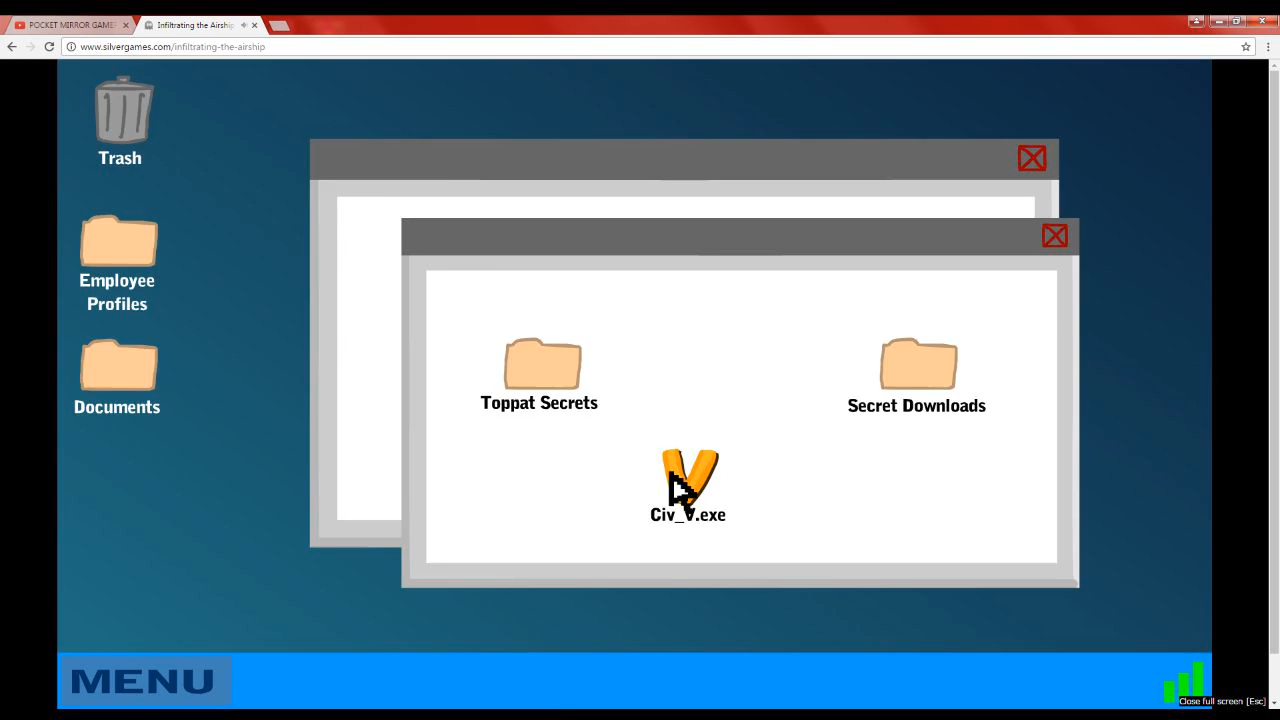 POCKET MIRROR GAME
Infiltrating the Airship
www.silvergames.com/infiltrating-the-airship
Trash
Employee
Profiles
Documents
Toppat Secrets
Secret Downloads
Civ_V.exe
MENU
Close full screen [Esc]